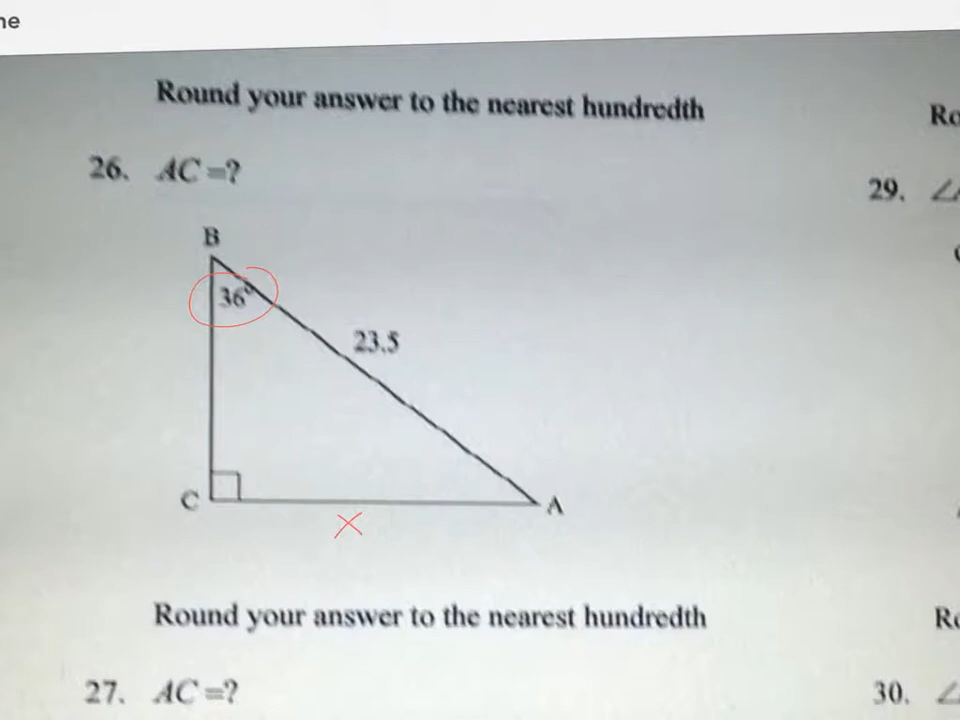 Round your answer to the nearest hundredth
26. AC=?
B
36°
23.5
C
A
X
Round your answer to the nearest hundredth
27. AC=?
29.
30.